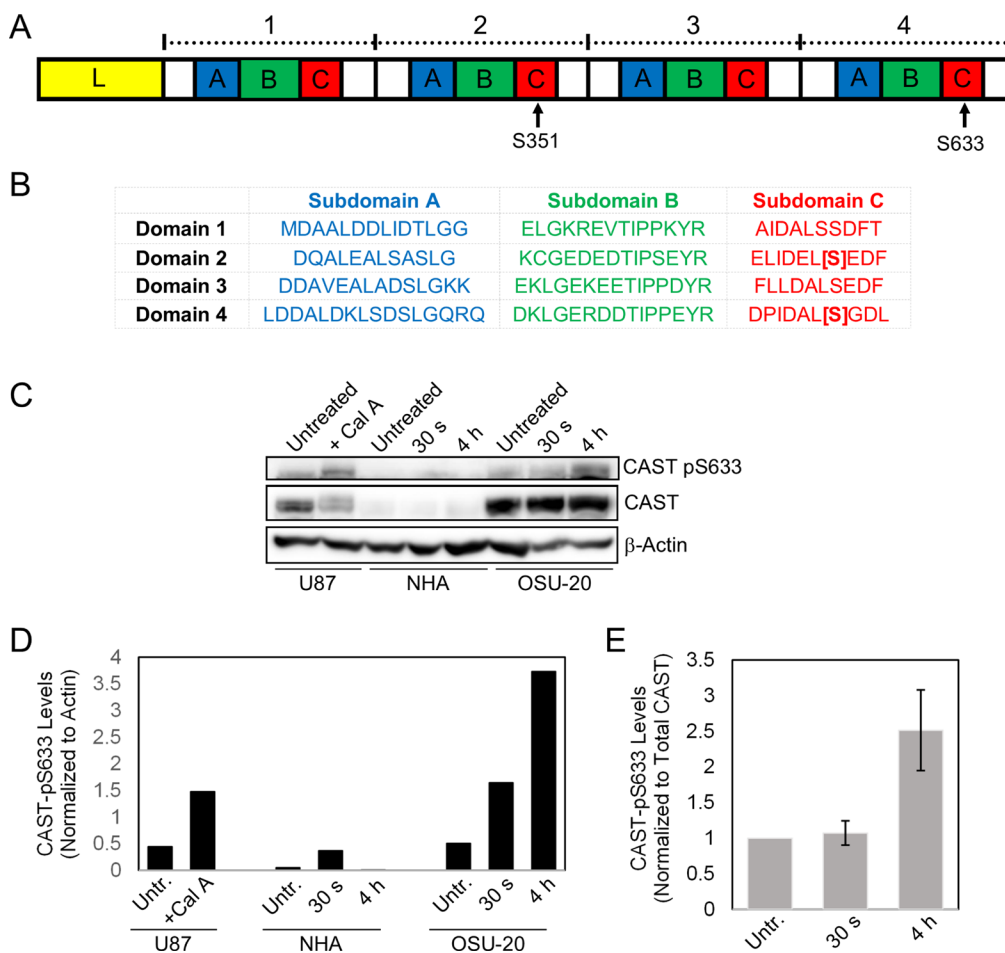 A
1 2 3 4
L A B C A B C A B C A B C
S351 S633
B
Subdomain A Subdomain B Subdomain C
Domain 1 MDAALDDLIDTLGG ELGKREVTIPPKYR AIDALSSDFT
Domain 2 DQALEALSASLG KCGEDEDTIPSEYR ELIDEL[S]EDF
Domain 3 DDAVEALADSLGKK EKLGEKEETIPPDYR FLLDALSEDF
Domain 4 LDDALDKLSDSLGQRQ DKLGERDDTIPPEYR DPIDAL[S]GDL
C
Untreated + Cal A Untreated 30 s 4 h Untreated 30 s 4 h
CAST pS633
CAST
β-Actin
U87 NHA OSU-20
D
CAST-pS633 Levels
(Normalized to Actin)
4
3.5
3
2.5
2
1.5
1
0.5
0
Untr. +Cal A Untr. 30 s 4 h Untr. 30 s 4 h
U87 NHA OSU-20
E
CAST-pS633 Levels
(Normalized to Total CAST)
3.5
3
2.5
2
1.5
1
0.5
0
Untr. 30 s 4 h